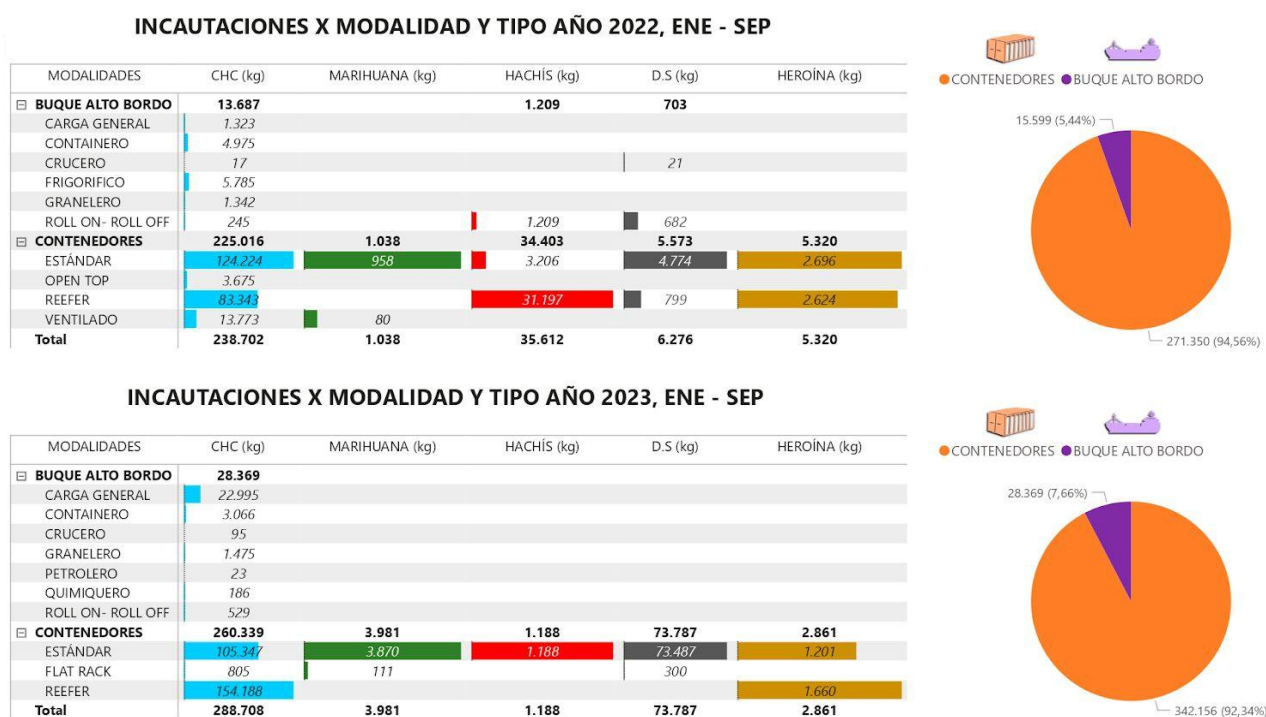 INCAUTACIONES X MODALIDAD Y TIPO AÑO 2022, ENE - SEP
MODALIDADES CHC (kg) MARIHUANA (kg) HACHÍS (kg) D.S (kg) HEROÍNA (kg)
BUQUE ALTO BORDO 13.687 1.209 703
CARGA GENERAL 1.323
CONTAINERO 4.975
CRUCERO 17 21
FRIGORIFICO 5.785
GRANELERO 1.342
ROLL ON- ROLL OFF 245 1.209 682
CONTENEDORES 225.016 1.038 34.403 5.573 5.320
ESTÁNDAR 124.224 958 3.206 4.774 2.696
OPEN TOP 3.675
REEFER 83.343 31.197 799 2.624
VENTILADO 13.773 80
Total 238.702 1.038 35.612 6.276 5.320
CONTENEDORES BUQUE ALTO BORDO
15.599 (5,44%)
271.350 (94,56%)
INCAUTACIONES X MODALIDAD Y TIPO AÑO 2023, ENE - SEP
MODALIDADES CHC (kg) MARIHUANA (kg) HACHÍS (kg) D.S (kg) HEROÍNA (kg)
BUQUE ALTO BORDO 28.369
CARGA GENERAL 22.995
CONTAINERO 3.066
CRUCERO 95
GRANELERO 1.475
PETROLERO 23
QUIMIQUERO 186
ROLL ON- ROLL OFF 529
CONTENEDORES 260.339 3.981 1.188 73.787 2.861
ESTÁNDAR 105.347 3.870 1.188 73.487 1.201
FLAT RACK 805 111 300
REEFER 154.188 1.660
Total 288.708 3.981 1.188 73.787 2.861
CONTENEDORES BUQUE ALTO BORDO
28.369 (7,66%)
342.156 (92,34%)